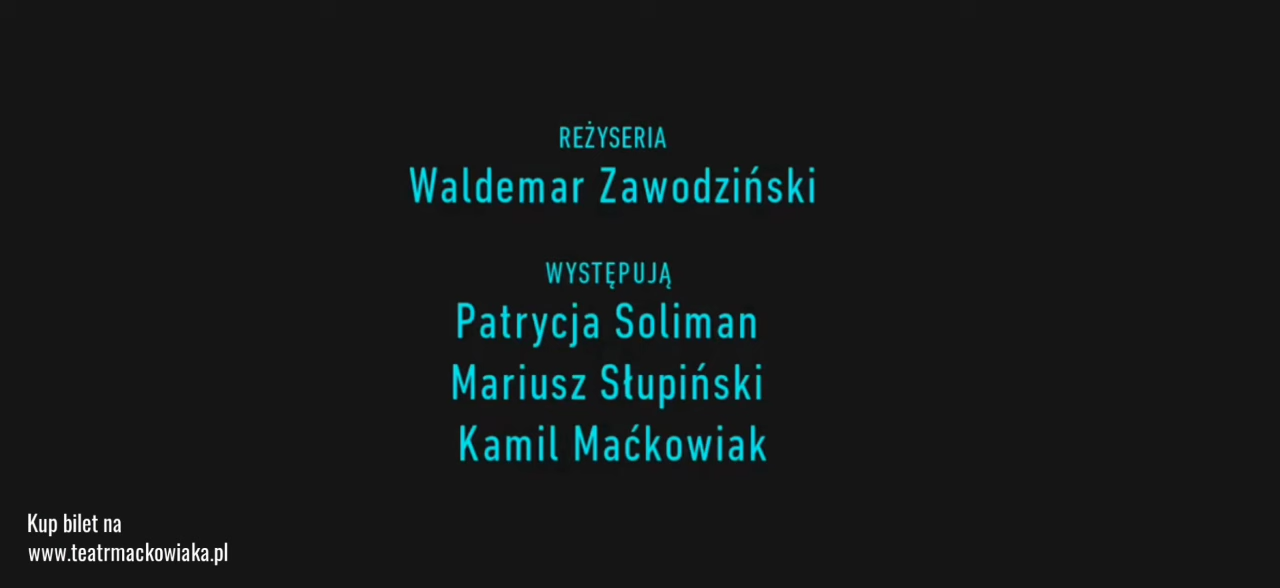 REŻYSERIA
Waldemar Zawodziński
WYSTĘPUJĄ
Patrycja Soliman
Mariusz Słupiński
Kamil Maćkowiak
Kup bilet na
www.teatrmackowiaka.pl